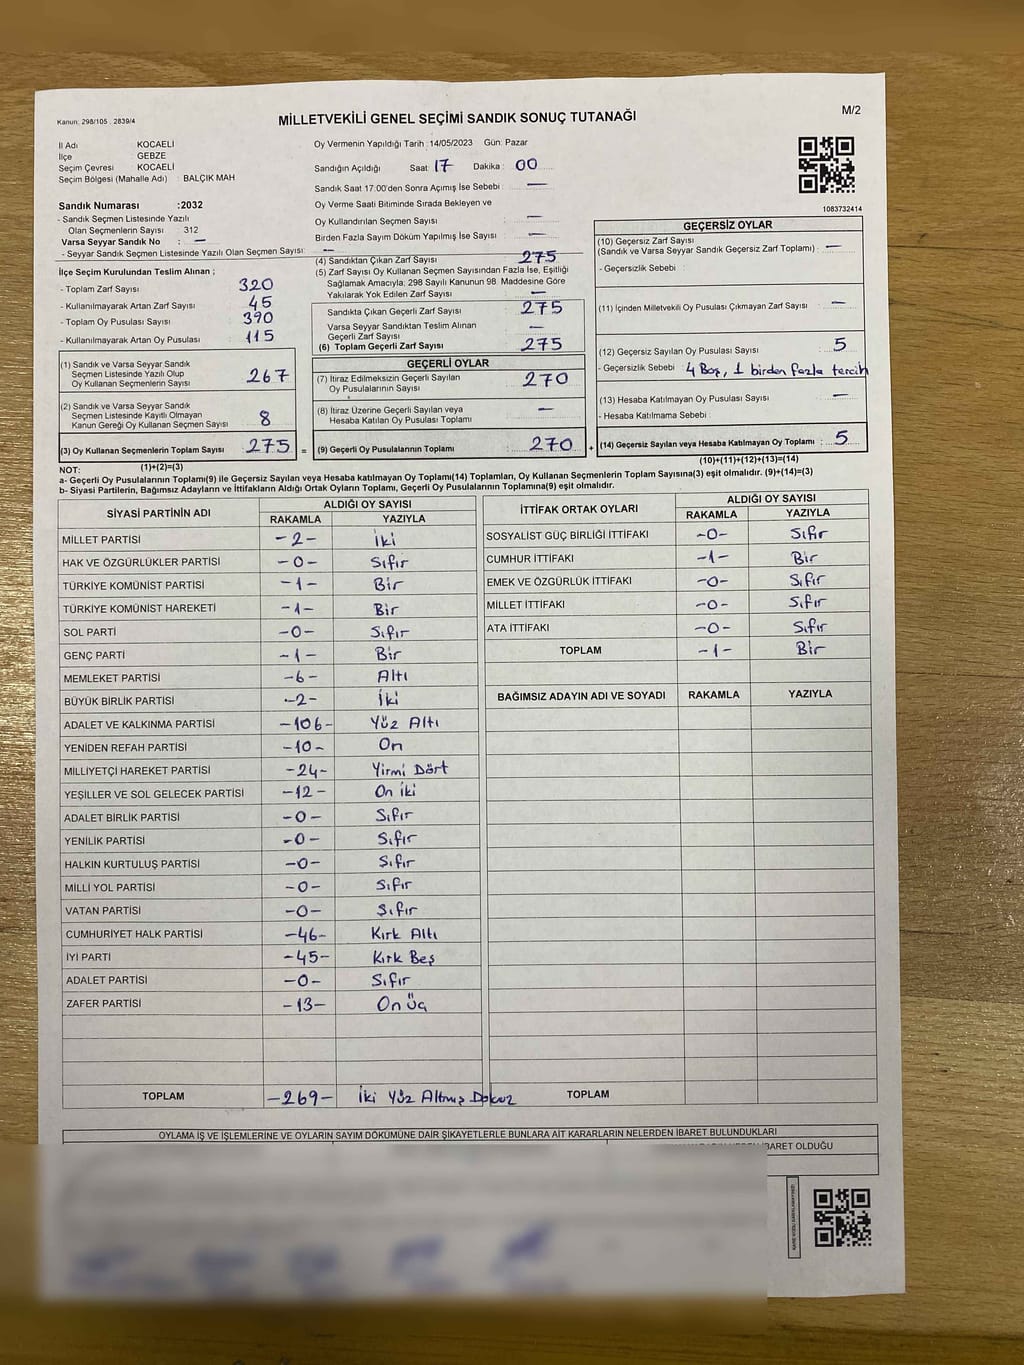 Kanun: 298/105 . 2839/4
MİLLETVEKİLİ GENEL SEÇİMİ SANDIK SONUÇ TUTANAĞI
M/2
İl Adı KOCAELİ
İlçe GEBZE
Seçim Çevresi KOCAELİ
Seçim Bölgesi (Mahalle Adı) : BALÇIK MAH
Sandık Numarası :2032
- Sandık Seçmen Listesinde Yazılı
Olan Seçmenlerin Sayısı : 312
Varsa Seyyar Sandık No : —
- Seyyar Seçmen Listesinde Yazılı Olan Seçmen Sayısı: —
Oy Vermenin Yapıldığı Tarih : 14/05/2023 Gün: Pazar
Sandığın Açıldığı Saat : 17 Dakika : 00
Sandık Saat 17:00'den Sonra Açımış İse Sebebi : —
Oy Verme Saati Bitiminde Sırada Bekleyen ve
Oy Kullandırılan Seçmen Sayısı : —
Birden Fazla Sayım Döküm Yapılmış İse Sayısı : —
1083732414
İlçe Seçim Kurulundan Teslim Alınan ;
- Toplam Zarf Sayısı : 320
- Kullanılmayarak Artan Zarf Sayısı : 45
- Toplam Oy Pusulası Sayısı : 390
- Kullanılmayarak Artan Oy Pusulası : 115
(1) Sandık ve Varsa Seyyar Sandık
Seçmen Listesinde Yazılı Olup
Oy Kullanan Seçmenlerin Sayısı : 267
(2) Sandık ve Varsa Seyyar Sandık
Seçmen Listesinde Kayıtlı Olmayan
Kanun Gereği Oy Kullanan Seçmen Sayısı : 8
(3) Oy Kullanan Seçmenlerin Toplam Sayısı : 275 =
(1)+(2)=(3)
(4) Sandıktan Çıkan Zarf Sayısı : 275
(5) Zarf Sayısı Oy Kullanan Seçmen Sayısından Fazla İse, Eşitliği
Sağlamak Amacıyla; 298 Sayılı Kanunun 98. Maddesine Göre
Yakılarak Yok Edilen Zarf Sayısı : —
Sandıkta Çıkan Geçerli Zarf Sayısı : 275
Varsa Seyyar Sandıktan Teslim Alınan
Geçerli Zarf Sayısı : —
(6) Toplam Geçerli Zarf Sayısı : 275
GEÇERLİ OYLAR
(7) İtiraz Edilmeksizin Geçerli Sayılan
Oy Pusulalarının Sayısı : 270
(8) İtiraz Üzerine Geçerli Sayılan veya
Hesaba Katılan Oy Pusulası Toplamı : —
(9) Geçerli Oy Pusulalarının Toplamı : 270 +
GEÇERSİZ OYLAR
(10) Geçersiz Zarf Sayısı
(Sandık ve Varsa Seyyar Sandık Geçersiz Zarf Toplamı) : —
- Geçersizlik Sebebi :
(11) İçinden Milletvekili Oy Pusulası Çıkmayan Zarf Sayısı : —
(12) Geçersiz Sayılan Oy Pusulası Sayısı : 5
- Geçersizlik Sebebi : 4 Boş, 1 birden fazla tercih
(13) Hesaba Katılmayan Oy Pusulası Sayısı : —
- Hesaba Katılmama Sebebi :
(14) Geçersiz Sayılan veya Hesaba Katılmayan Oy Toplamı : 5
(10)+(11)+(12)+(13)=(14)
NOT:
a- Geçerli Oy Pusulalarının Toplamı(9) ile Geçersiz Sayılan veya Hesaba katılmayan Oy Toplamı(14) Toplamları, Oy Kullanan Seçmenlerin Toplam Sayısına(3) eşit olmalıdır. (9)+(14)=(3)
b- Siyasi Partilerin, Bağımsız Adayların ve İttifakların Aldığı Ortak Oyların Toplamı, Geçerli Oy Pusulalarının Toplamına(9) eşit olmalıdır.
SİYASİ PARTİNİN ADI ALDIĞI OY SAYISI
RAKAMLA YAZIYLA
MİLLET PARTİSİ -2- İki
HAK VE ÖZGÜRLÜKLER PARTİSİ -0- Sıfır
TÜRKİYE KOMÜNİST PARTİSİ -1- Bir
TÜRKİYE KOMÜNİST HAREKETİ -1- Bir
SOL PARTİ -0- Sıfır
GENÇ PARTİ -1- Bir
MEMLEKET PARTİSİ -6- Altı
BÜYÜK BİRLİK PARTİSİ -2- İki
ADALET VE KALKINMA PARTİSİ -106- Yüz Altı
YENİDEN REFAH PARTİSİ -10- On
MİLLİYETÇİ HAREKET PARTİSİ -24- Yirmi Dört
YEŞİLLER VE SOL GELECEK PARTİSİ -12- On iki
ADALET BİRLİK PARTİSİ -0- Sıfır
YENİLİK PARTİSİ -0- Sıfır
HALKIN KURTULUŞ PARTİSİ -0- Sıfır
MİLLİ YOL PARTİSİ -0- Sıfır
VATAN PARTİSİ -0- Sıfır
CUMHURİYET HALK PARTİSİ -46- Kırk Altı
İYİ PARTİ -45- Kırk Beş
ADALET PARTİSİ -0- Sıfır
ZAFER PARTİSİ -13- On üç
TOPLAM -269- İki Yüz Altmış Dokuz
İTTİFAK ORTAK OYLARI ALDIĞI OY SAYISI
RAKAMLA YAZIYLA
SOSYALİST GÜÇ BİRLİĞİ İTTİFAKI -0- Sıfır
CUMHUR İTTİFAKI -1- Bir
EMEK VE ÖZGÜRLÜK İTTİFAKI -0- Sıfır
MİLLET İTTİFAKI -0- Sıfır
ATA İTTİFAKI -0- Sıfır
TOPLAM -1- Bir
BAĞIMSIZ ADAYIN ADI VE SOYADI RAKAMLA YAZIYLA
TOPLAM
OYLAMA İŞ VE İŞLEMLERİNE VE OYLARIN SAYIM DÖKÜMÜNE DAİR ŞİKAYETLERLE BUNLARA AİT KARARLARIN NELERDEN İBARET BULUNDUKLARI
İBARET OLDUĞU